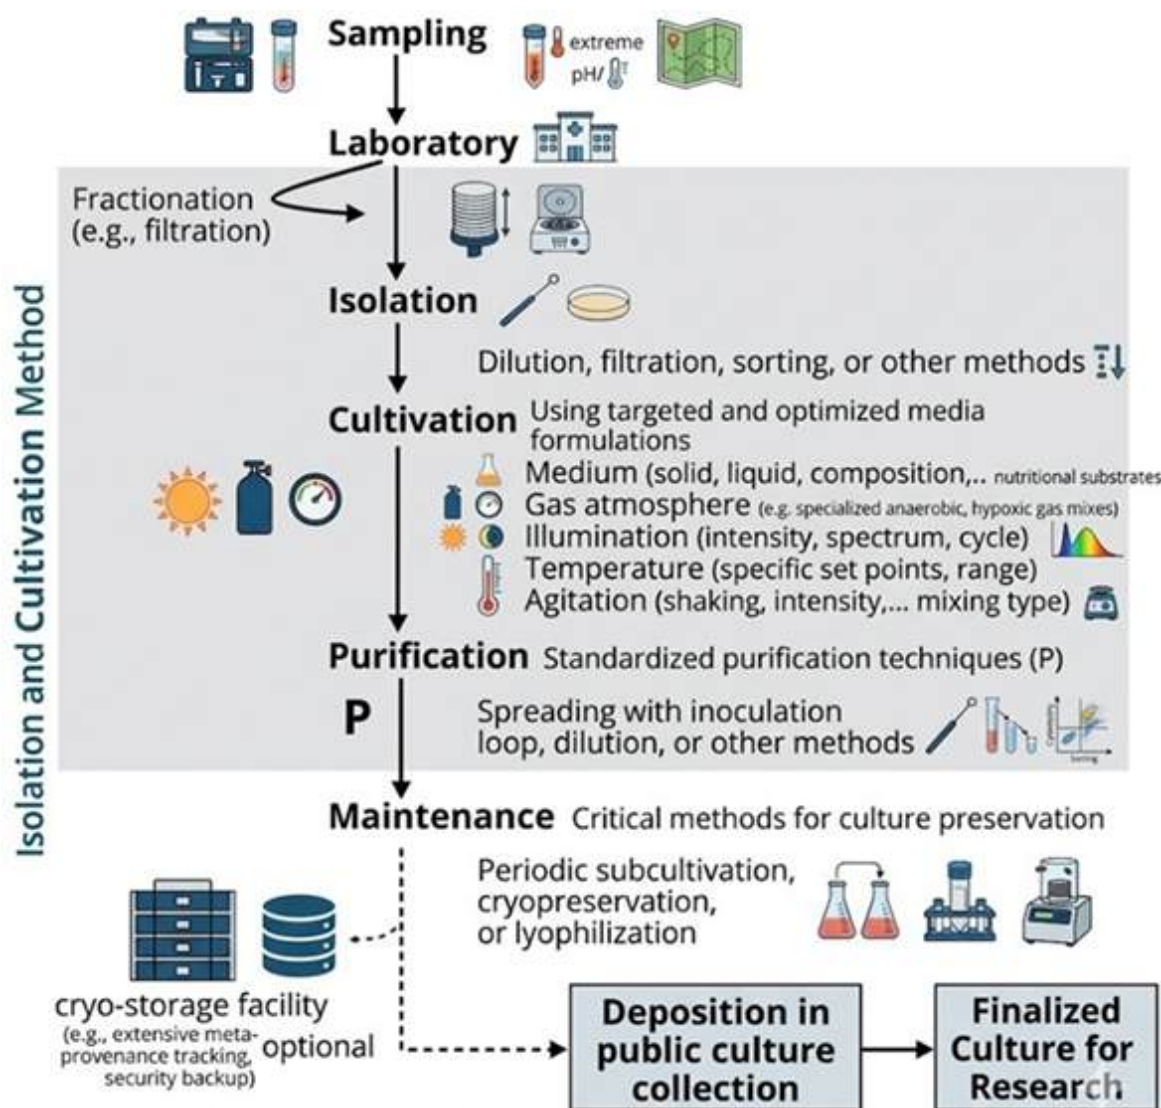 Sampling
extreme
pH/
Laboratory
Fractionation
(e.g., filtration)
Isolation
Dilution, filtration, sorting, or other methods
Cultivation
Using targeted and optimized media
formulations
Medium (solid, liquid, composition,.. nutritional substrates
Gas atmosphere (e.g. specialized anaerobic, hypoxic gas mixes)
Illumination (intensity, spectrum, cycle)
Temperature (specific set points, range)
Agitation (shaking, intensity,... mixing type)
Purification Standardized purification techniques (P)
P
Spreading with inoculation
loop, dilution, or other methods
Isolation and Cultivation Method
Maintenance Critical methods for culture preservation
Periodic subcultivation,
cryopreservation,
or lyophilization
cryo-storage facility
(e.g., extensive meta-
provenance tracking,
security backup)
optional
Deposition in
public culture
collection
Finalized
Culture for
Research